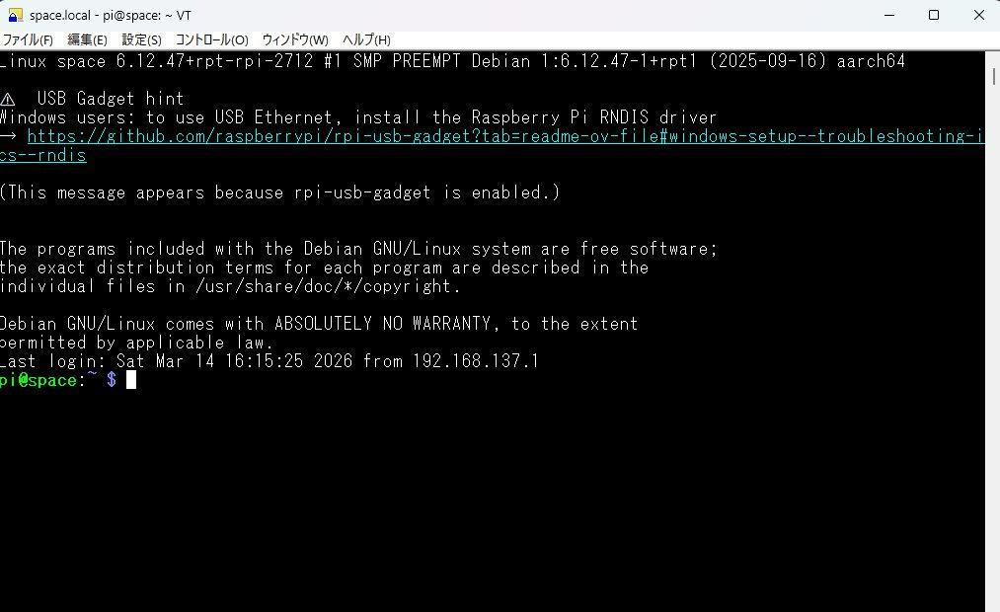 space.local - pi@space: ~ VT
ファイル(F) 編集(E) 設定(S) コントロール(O) ウィンドウ(W) ヘルプ(H)
Linux space 6.12.47+rpt-rpi-2712 #1 SMP PREEMPT Debian 1:6.12.47-1+rpt1 (2025-09-16) aarch64
⚠ USB Gadget hint
Windows users: to use USB Ethernet, install the Raspberry Pi RNDIS driver
→ https://github.com/raspberrypi/rpi-usb-gadget?tab=readme-ov-file#windows-setup--troubleshooting-i
cs--rndis
(This message appears because rpi-usb-gadget is enabled.)
The programs included with the Debian GNU/Linux system are free software;
the exact distribution terms for each program are described in the
individual files in /usr/share/doc/*/copyright.
Debian GNU/Linux comes with ABSOLUTELY NO WARRANTY, to the extent
permitted by applicable law.
Last login: Sat Mar 14 16:15:25 2026 from 192.168.137.1
pi@space:~ $